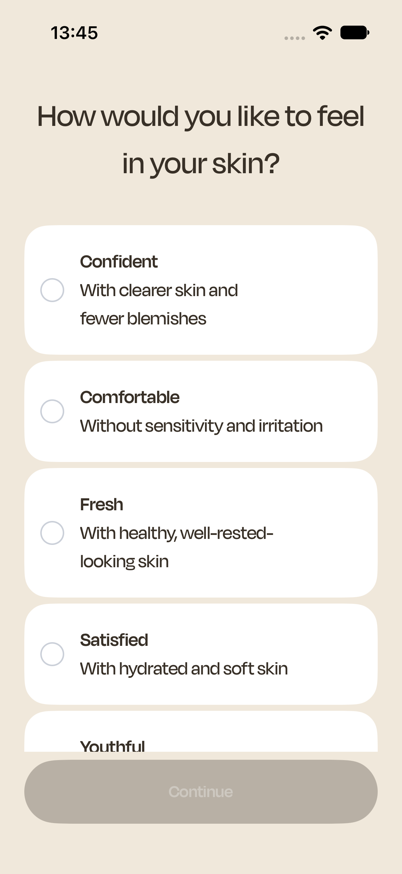 13:45
How would you like to feel
in your skin?
Confident
With clearer skin and
fewer blemishes
Comfortable
Without sensitivity and irritation
Fresh
With healthy, well-rested-
looking skin
Satisfied
With hydrated and soft skin
Youthful
Continue